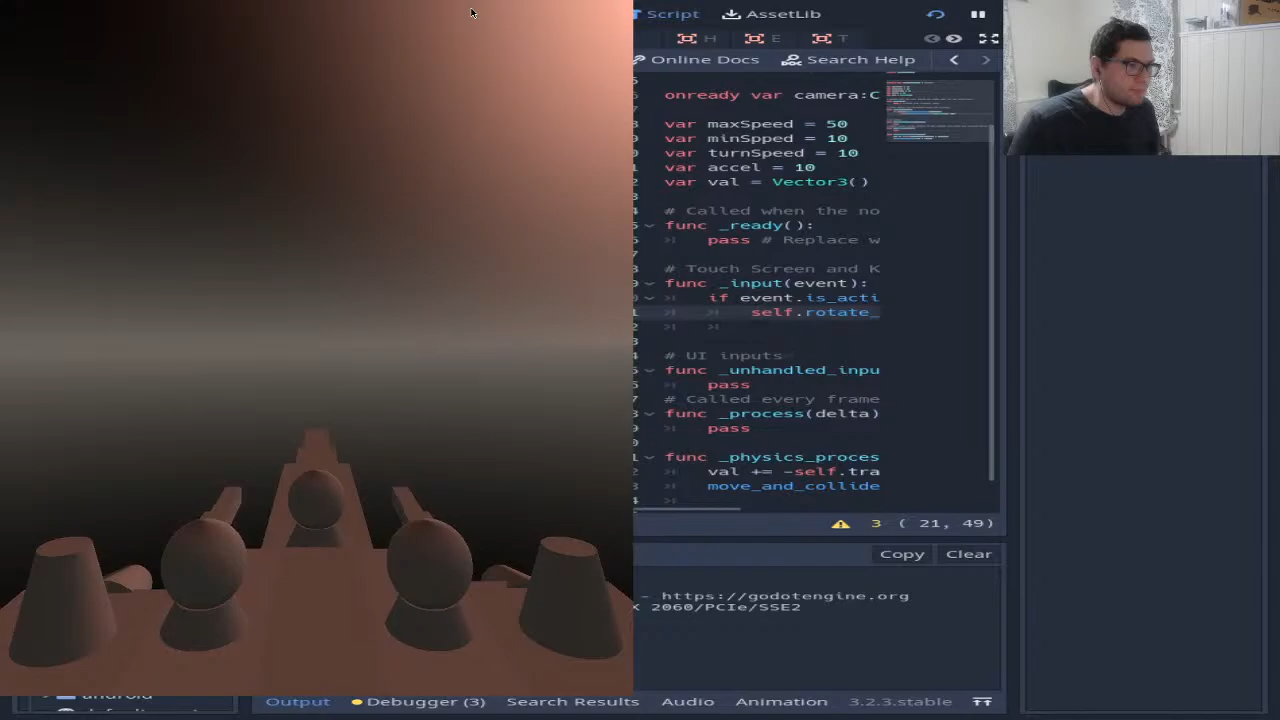 Script AssetLib
H E T
Online Docs Search Help
onready var camera:C
var maxSpeed = 50
var minSpped = 10
var turnSpeed = 10
var accel = 10
var val = Vector3()
# Called when the no
func _ready():
pass # Replace w
# Touch Screen and K
func _input(event):
if event.is_acti
self.rotate_
# UI inputs
func _unhandled_inpu
pass
# Called every frame
func _process(delta)
pass
func _physics_proces
val += -self.tra
move_and_collide
3 ( 21, 49)
Copy Clear
- https://godotengine.org
X 2060/PCIe/SSE2
android
Output Debugger (3) Search Results Audio Animation 3.2.3.stable